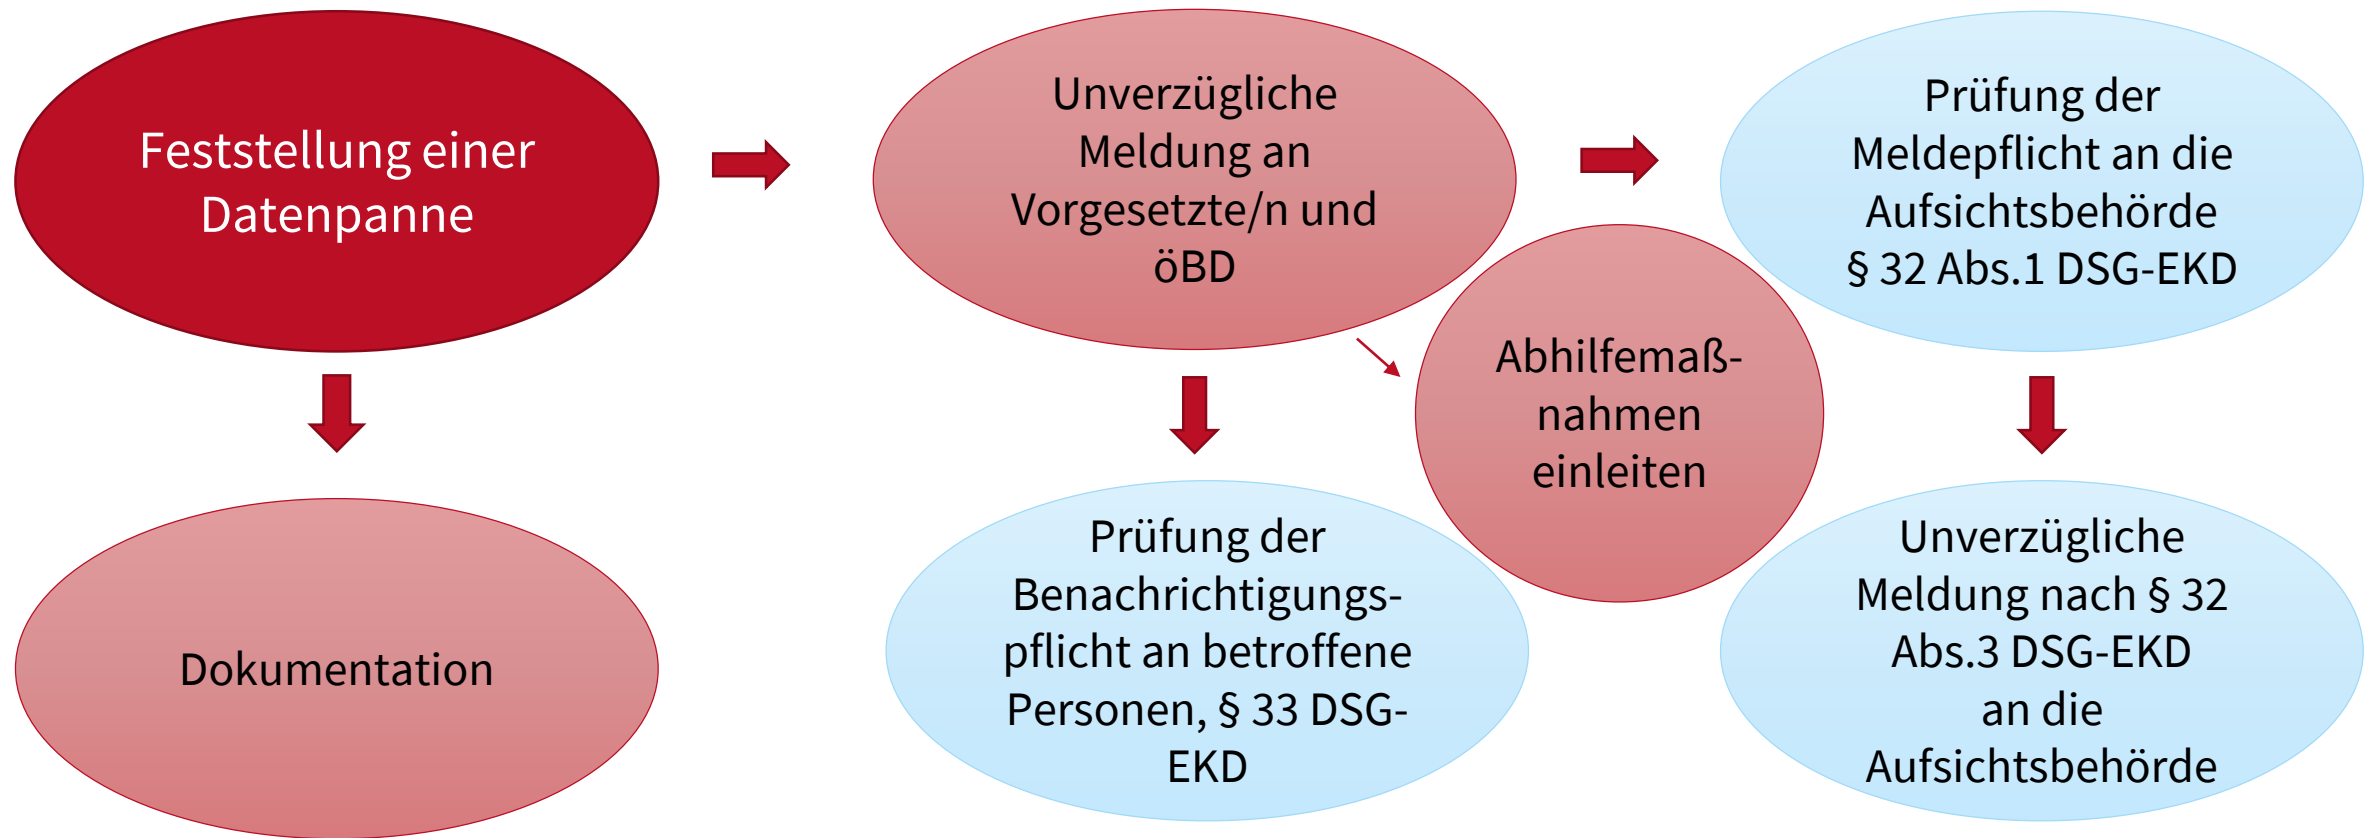 Feststellung einer
Datenpanne
Unverzügliche
Meldung an
Vorgesetzte/n und
öBD
Prüfung der
Meldepflicht an die
Aufsichtsbehörde
§ 32 Abs.1 DSG-EKD
Abhilfemaß-
nahmen
einleiten
Dokumentation
Prüfung der
Benachrichtigungs-
pflicht an betroffene
Personen, § 33 DSG-
EKD
Unverzügliche
Meldung nach § 32
Abs.3 DSG-EKD
an die
Aufsichtsbehörde